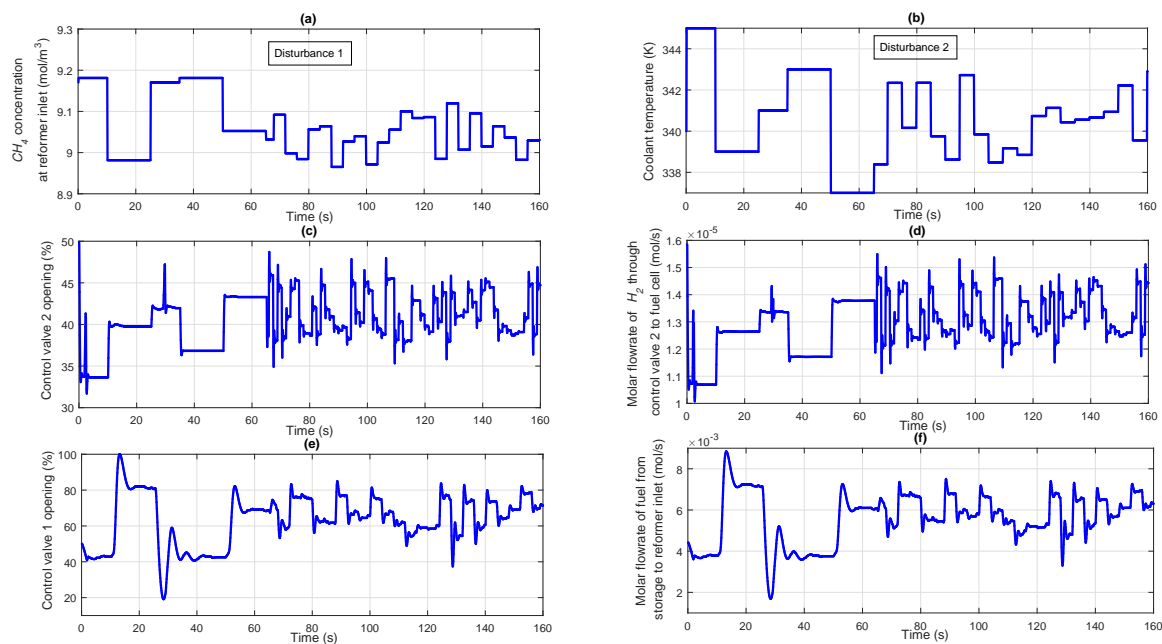 (a)
CH4 concentration
at reformer inlet (mol/m3)
9.3
9.2
9.1
9
8.9
Disturbance 1
0 20 40 60 80 100 120 140 160
Time (s)
(b)
Coolant temperature (K)
344
342
340
338
Disturbance 2
0 20 40 60 80 100 120 140 160
Time (s)
(c)
Control valve 2 opening (%)
50
45
40
35
30
0 20 40 60 80 100 120 140 160
Time (s)
(d)
Molar flowrate of H2 through
control valve 2 to fuel cell (mol/s)
×10-5
1.6
1.5
1.4
1.3
1.2
1.1
1
0 20 40 60 80 100 120 140 160
Time (s)
(e)
Control valve 1 opening (%)
100
80
60
40
20
0 20 40 60 80 100 120 140 160
Time (s)
(f)
Molar flowrate of fuel from
storage to reformer inlet (mol/s)
×10-3
8
6
4
2
0 20 40 60 80 100 120 140 160
Time (s)